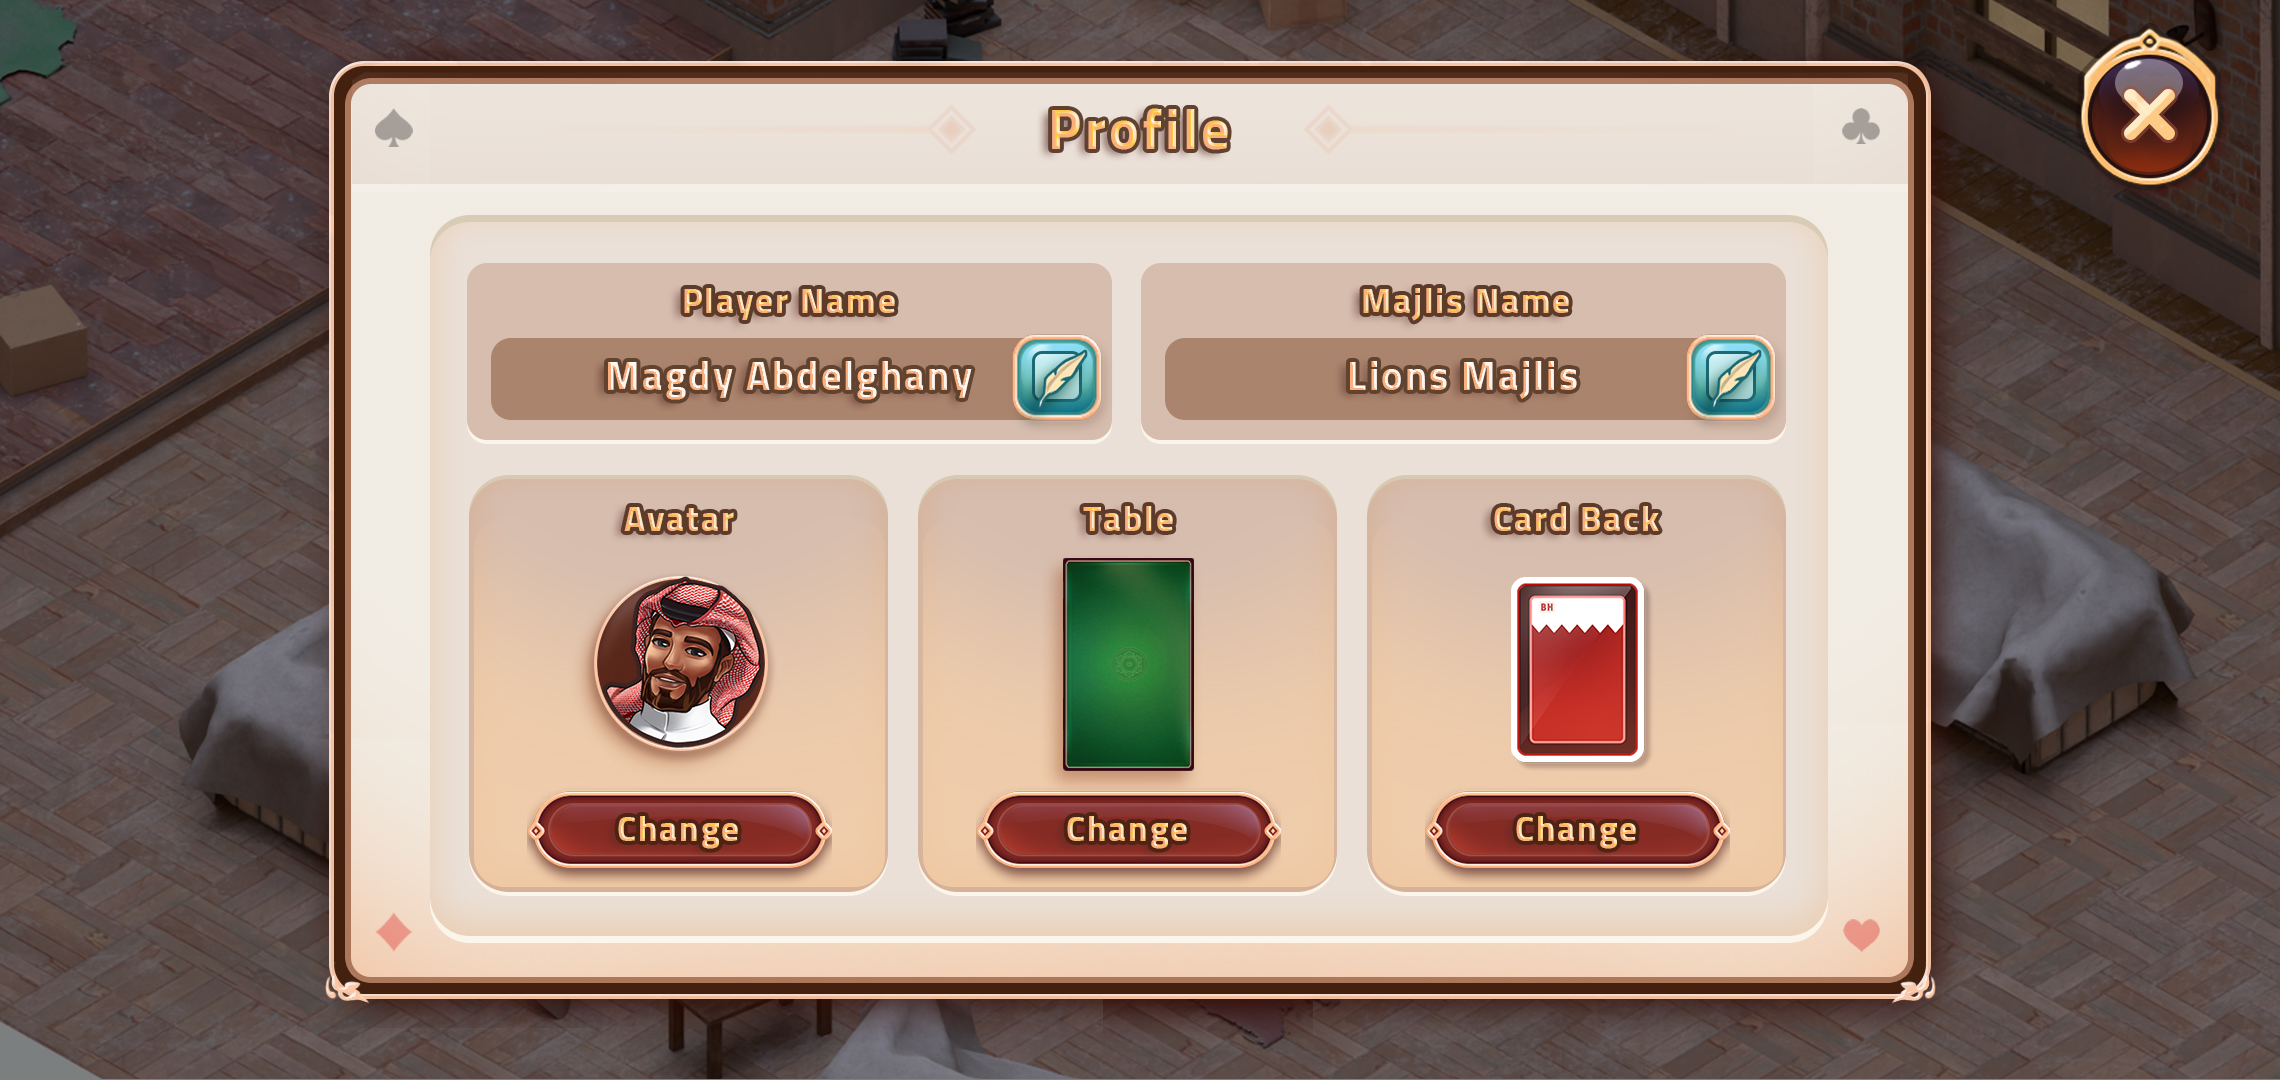 Profile
Player Name
Magdy Abdelghany
Majlis Name
Lions Majlis
Avatar
Table
Card Back
BH
Change
Change
Change